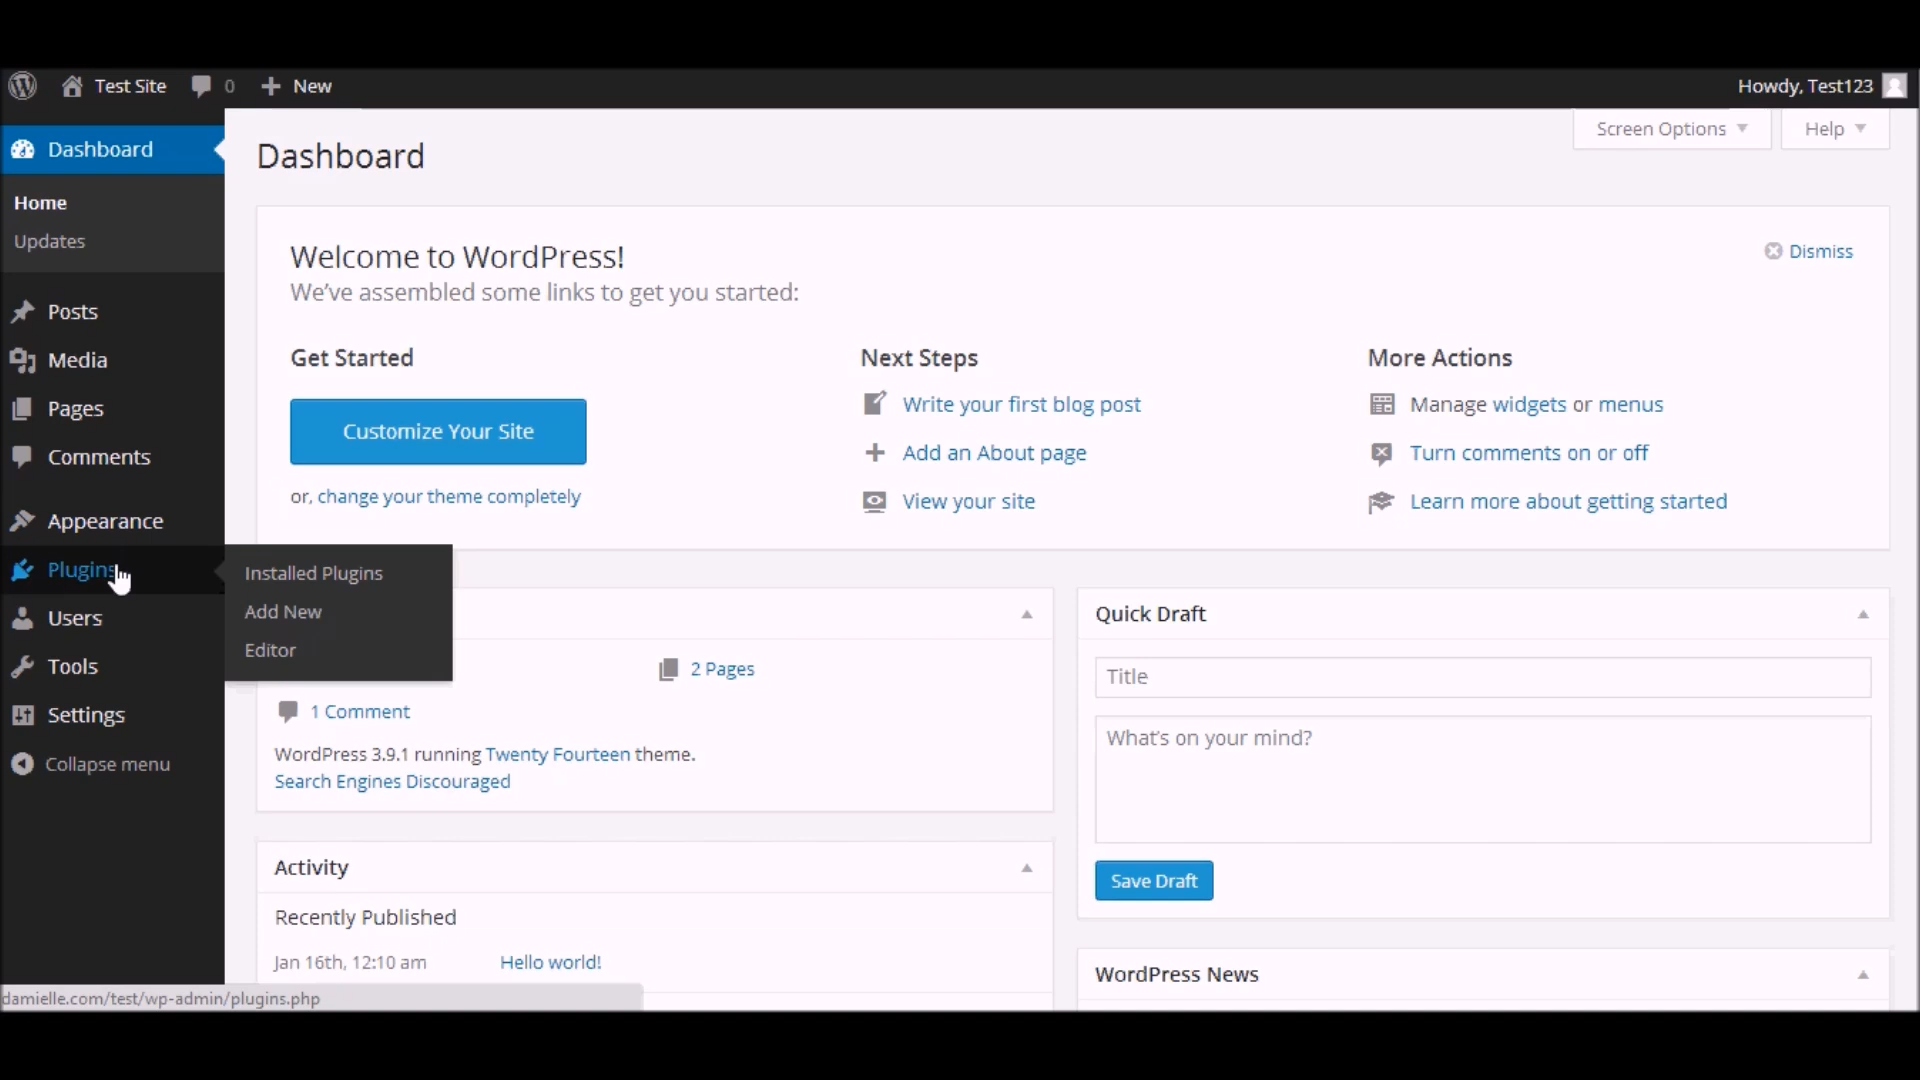 Test Site 0 New Howdy, Test123
Screen Options Help
Dashboard
Home
Updates
Posts
Media
Pages
Comments
Appearance
Plugins
Users
Tools
Settings
Collapse menu
Installed Plugins
Add New
Editor
Dashboard
Welcome to WordPress!
We've assembled some links to get you started:
Dismiss
Get Started
Customize Your Site
or, change your theme completely
Next Steps
Write your first blog post
Add an About page
View your site
More Actions
Manage widgets or menus
Turn comments on or off
Learn more about getting started
2 Pages
1 Comment
WordPress 3.9.1 running Twenty Fourteen theme.
Search Engines Discouraged
Activity
Recently Published
Jan 16th, 12:10 am Hello world!
Quick Draft
Title
What's on your mind?
Save Draft
WordPress News
damielle.com/test/wp-admin/plugins.php